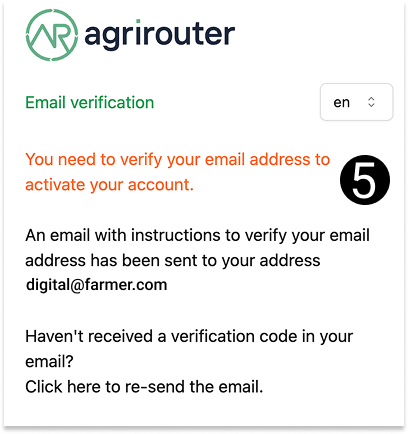 AR agrirouter
Email verification
en
You need to verify your email address to
activate your account.
5
An email with instructions to verify your email
address has been sent to your address
digital@farmer.com
Haven't received a verification code in your
email?
Click here to re-send the email.